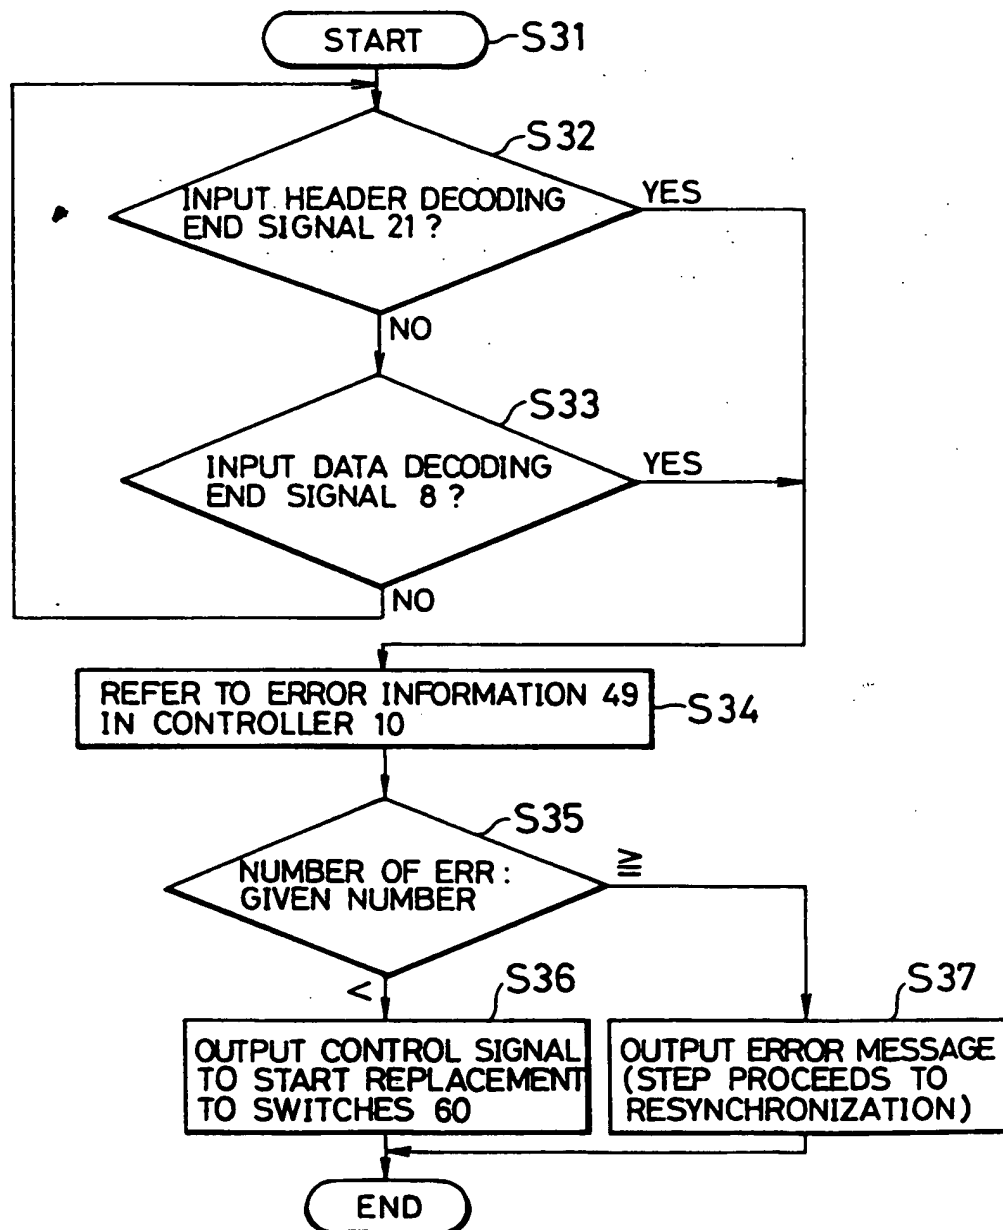 START
S31
S32
INPUT HEADER DECODING
END SIGNAL 21 ?
YES
NO
S33
INPUT DATA DECODING
END SIGNAL 8 ?
YES
NO
REFER TO ERROR INFORMATION 49
IN CONTROLLER 10
S34
S35
NUMBER OF ERR :
GIVEN NUMBER
≧
<
S36
OUTPUT CONTROL SIGNAL
TO START REPLACEMENT
TO SWITCHES 60
S37
OUTPUT ERROR MESSAGE
(STEP PROCEEDS TO
RESYNCHRONIZATION)
END